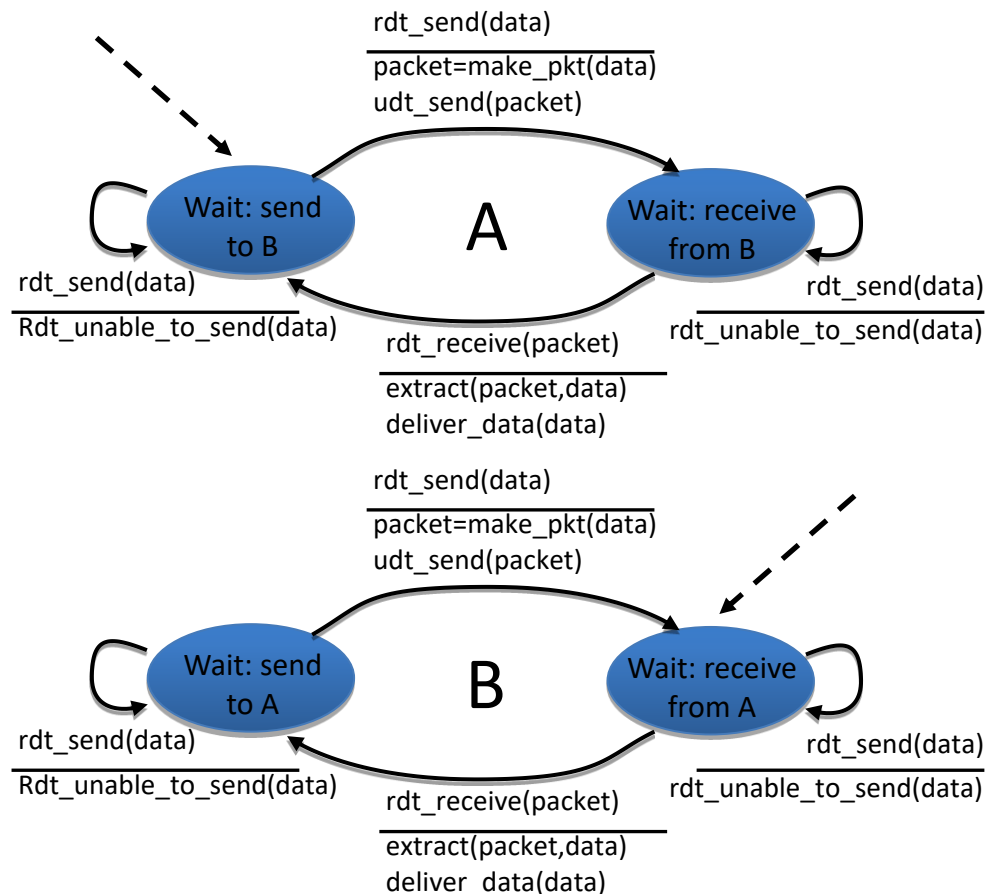 rdt_send(data)
packet=make_pkt(data)
udt_send(packet)
Wait: send
to B
A
Wait: receive
from B
rdt_send(data)
Rdt_unable_to_send(data)
rdt_send(data)
rdt_unable_to_send(data)
rdt_receive(packet)
extract(packet,data)
deliver_data(data)
rdt_send(data)
packet=make_pkt(data)
udt_send(packet)
Wait: send
to A
B
Wait: receive
from A
rdt_send(data)
Rdt_unable_to_send(data)
rdt_send(data)
rdt_unable_to_send(data)
rdt_receive(packet)
extract(packet,data)
deliver_data(data)